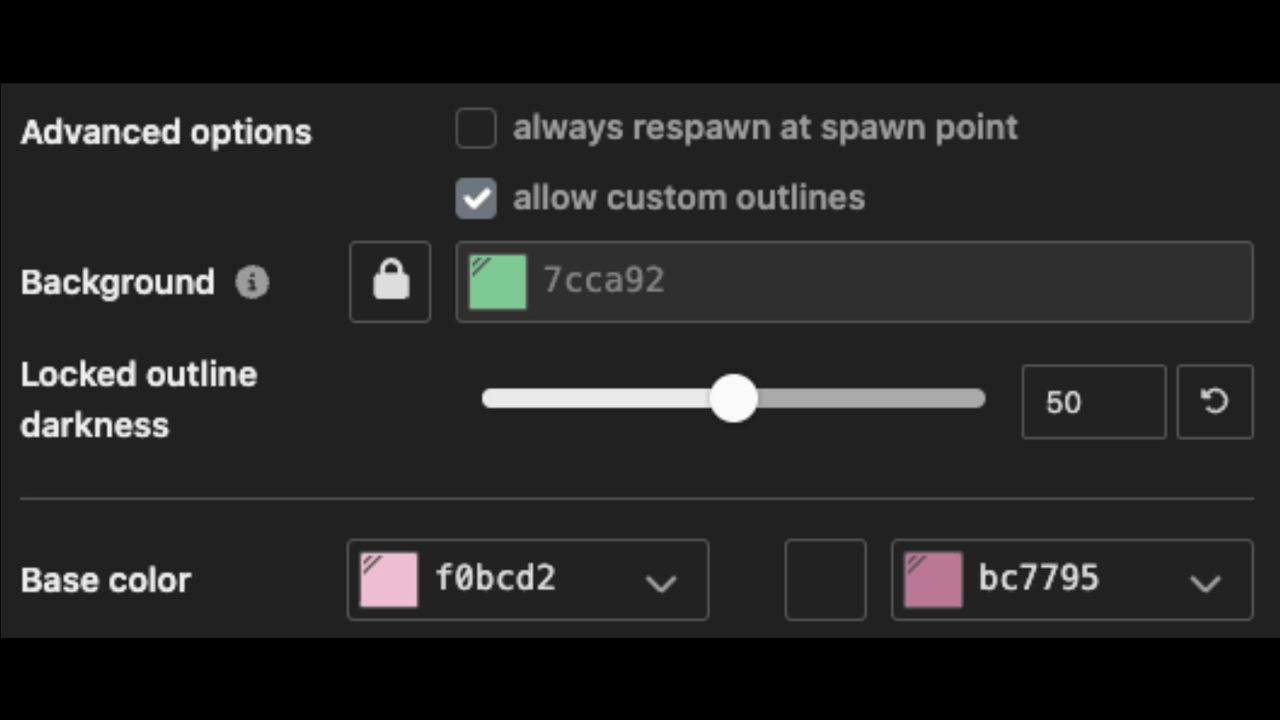 Advanced options
always respawn at spawn point
allow custom outlines
Background
7cca92
Locked outline
darkness
50
Base color
f0bcd2
bc7795